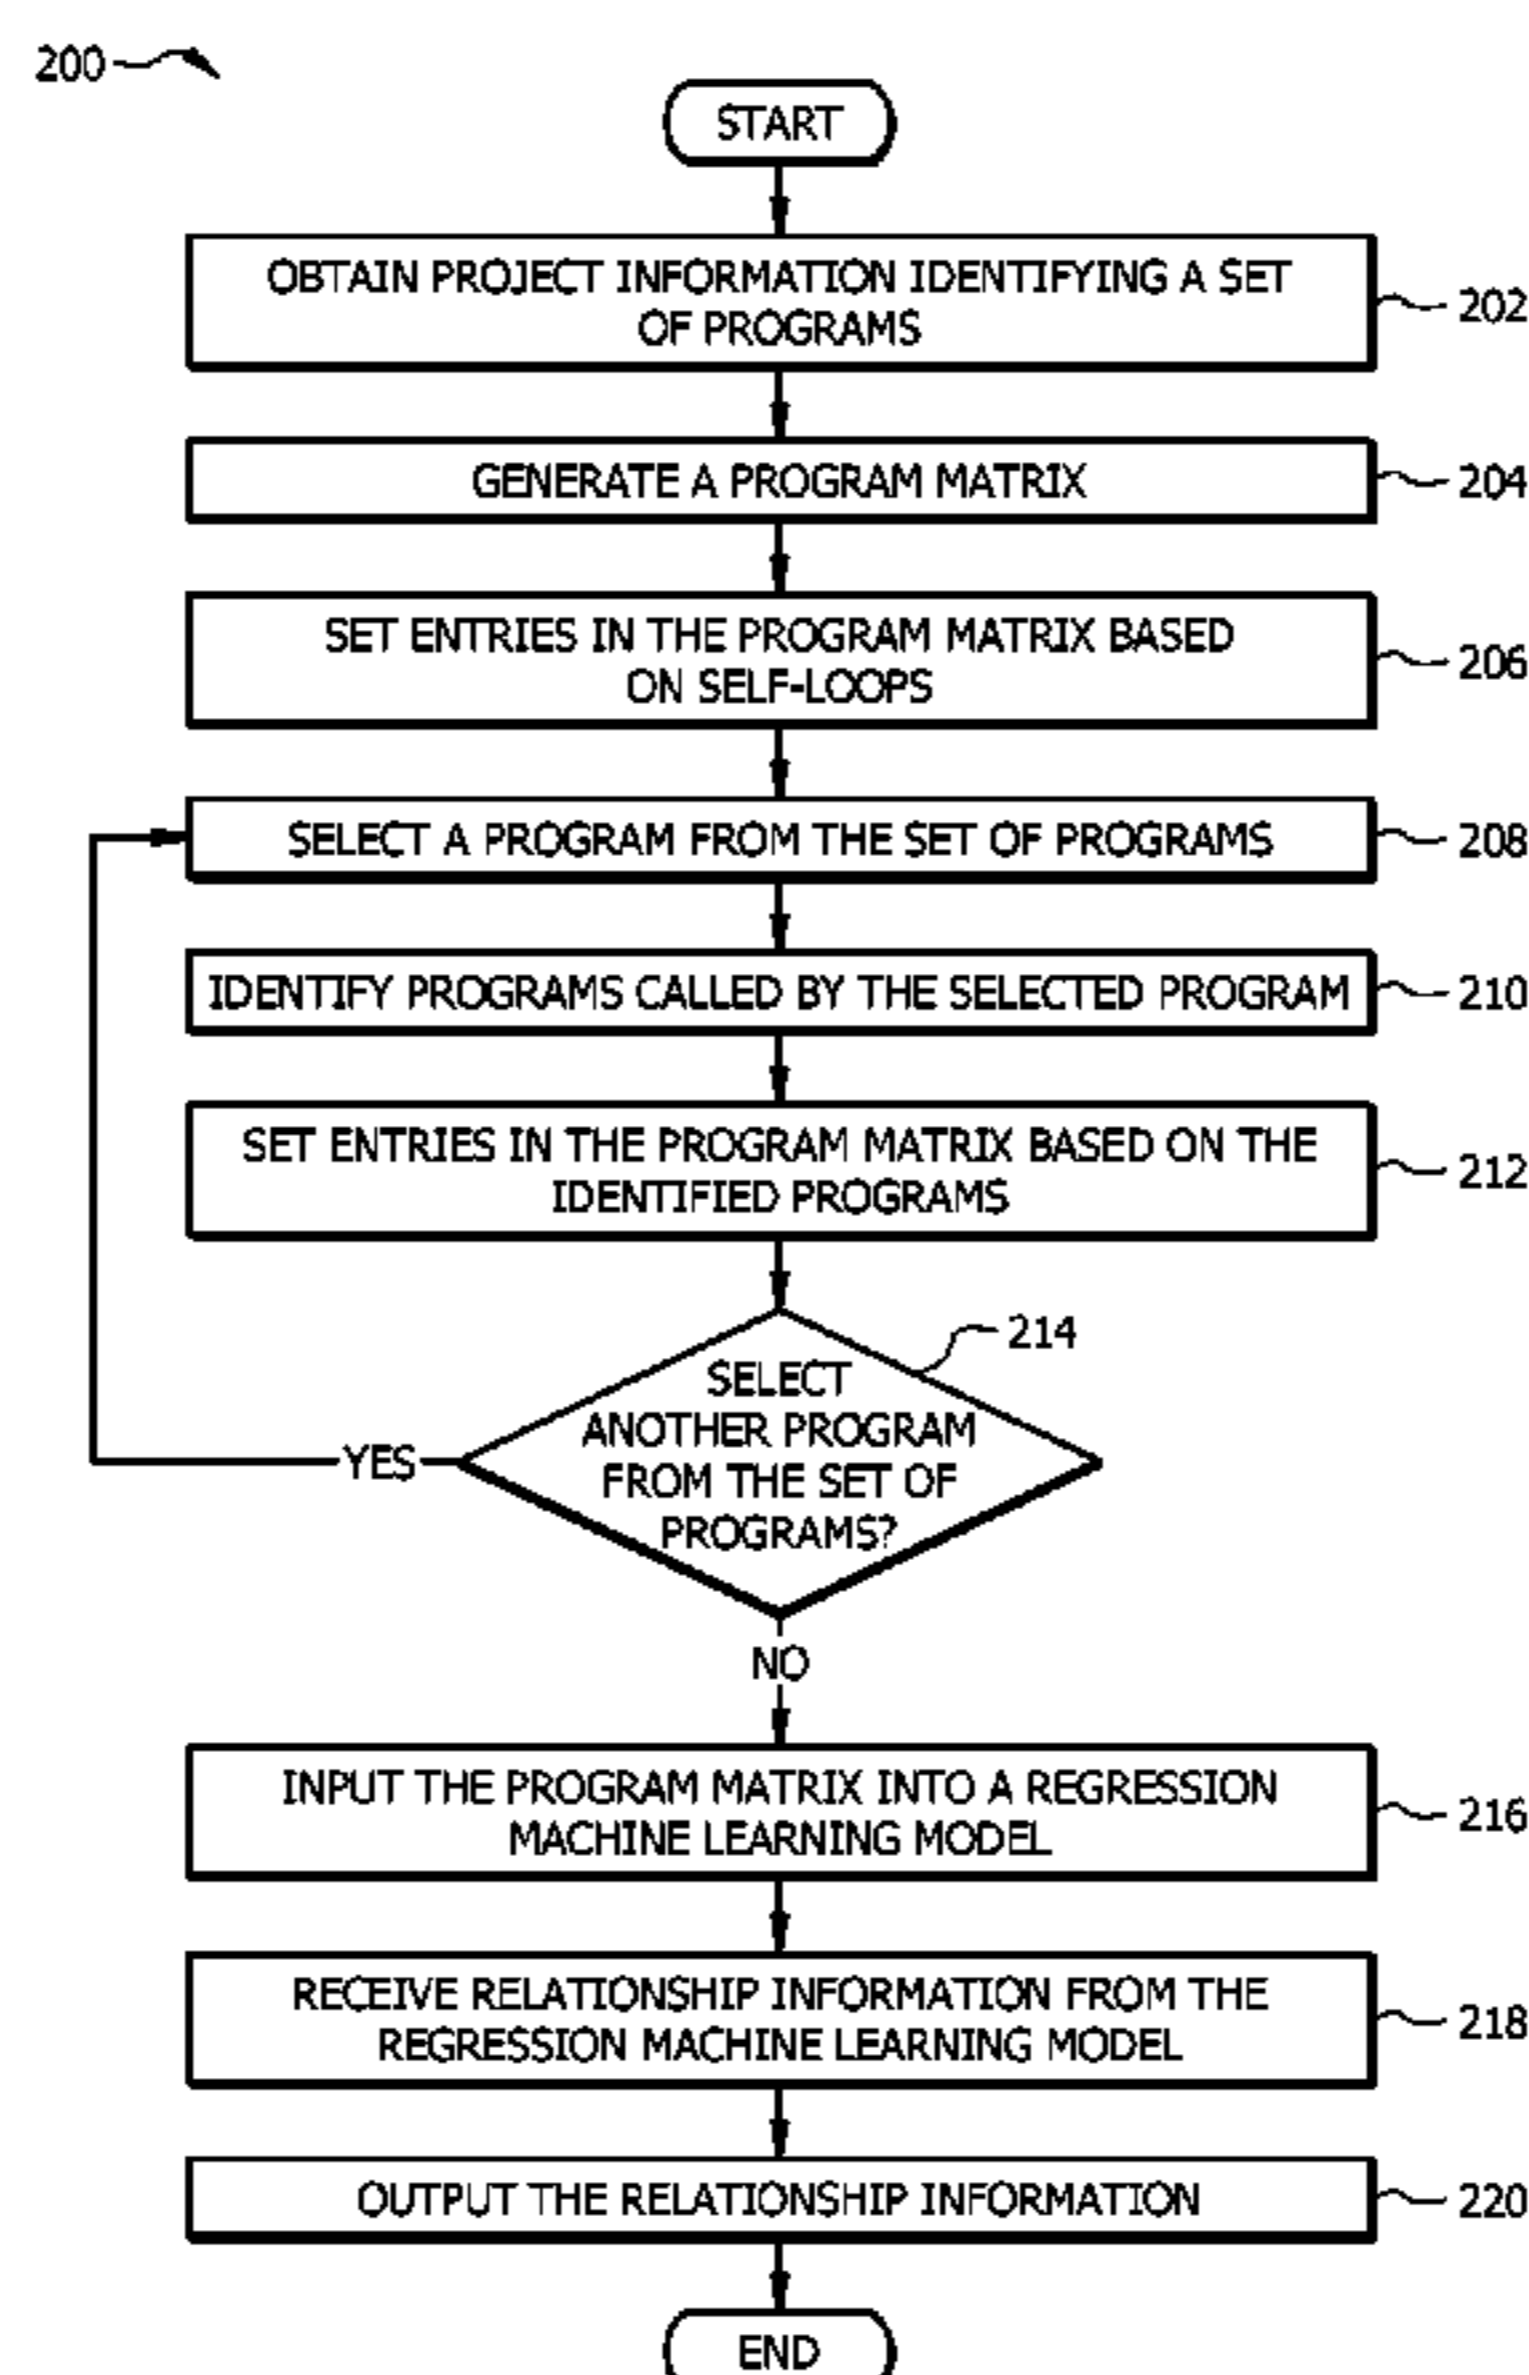 200
START
OBTAIN PROJECT INFORMATION IDENTIFYING A SET
OF PROGRAMS
202
GENERATE A PROGRAM MATRIX
204
SET ENTRIES IN THE PROGRAM MATRIX BASED
ON SELF-LOOPS
206
SELECT A PROGRAM FROM THE SET OF PROGRAMS
208
IDENTIFY PROGRAMS CALLED BY THE SELECTED PROGRAM
210
SET ENTRIES IN THE PROGRAM MATRIX BASED ON THE
IDENTIFIED PROGRAMS
212
214
SELECT
ANOTHER PROGRAM
FROM THE SET OF
PROGRAMS?
YES
NO
INPUT THE PROGRAM MATRIX INTO A REGRESSION
MACHINE LEARNING MODEL
216
RECEIVE RELATIONSHIP INFORMATION FROM THE
REGRESSION MACHINE LEARNING MODEL
218
OUTPUT THE RELATIONSHIP INFORMATION
220
END